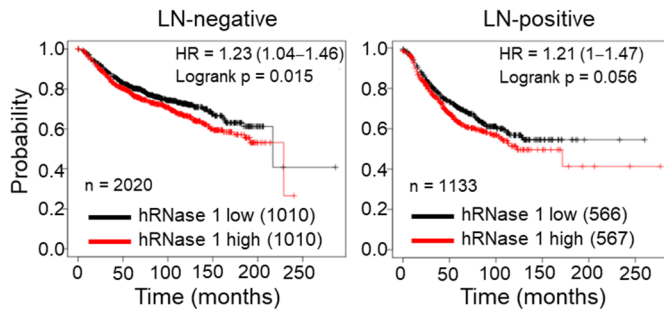 LN-negative
HR = 1.23 (1.04–1.46)
Logrank p = 0.015
Probability
1.0
0.8
0.6
0.4
0.2
0.0
n = 2020
hRNase 1 low (1010)
hRNase 1 high (1010)
0 50 100 150 200 250
Time (months)
LN-positive
HR = 1.21 (1–1.47)
Logrank p = 0.056
1.0
0.8
0.6
0.4
0.2
0.0
n = 1133
hRNase 1 low (566)
hRNase 1 high (567)
0 50 100 150 200 250
Time (months)